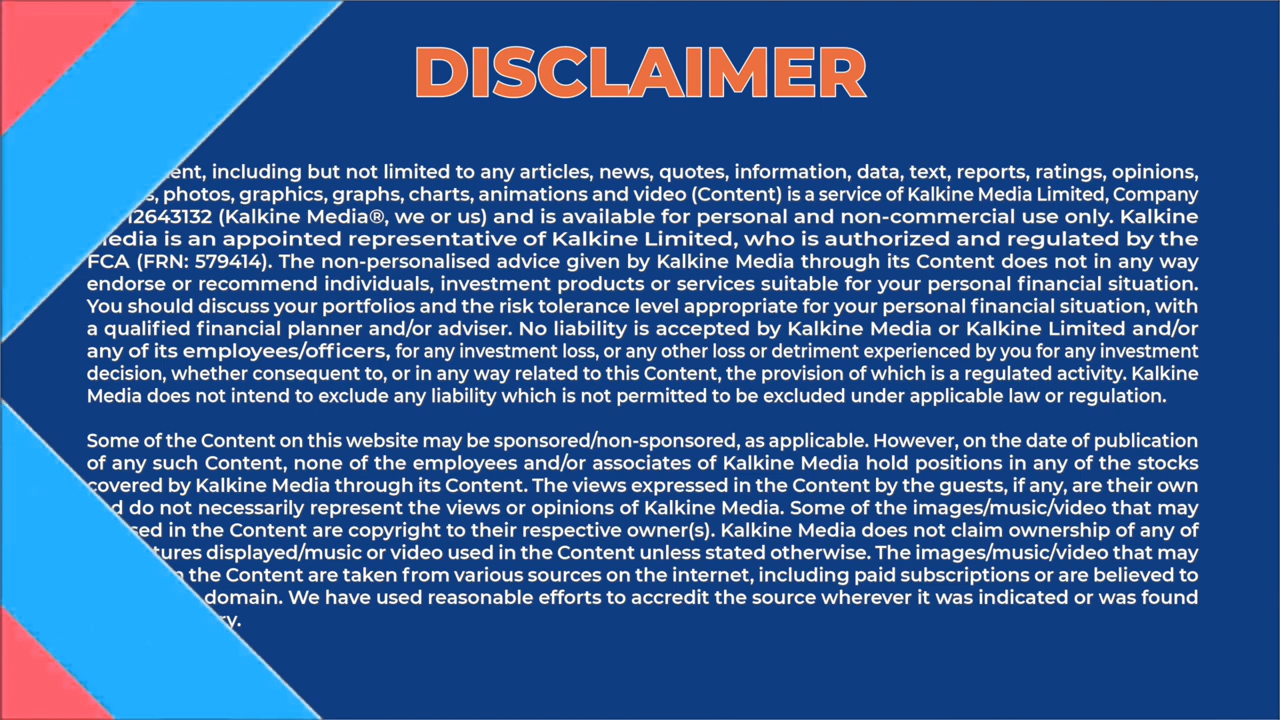 DISCLAIMER
including but not limited to any articles, news, quotes, information, data, text, reports, ratings, opinions,
photos, graphics, graphs, charts, animations and video (Content) is a service of Kalkine Media Limited, Company
12643132 (Kalkine Media®, we or us) and is available for personal and non-commercial use only. Kalkine
Media is an appointed representative of Kalkine Limited, who is authorized and regulated by the
FCA (FRN: 579414). The non-personalised advice given by Kalkine Media through its Content does not in any way
endorse or recommend individuals, investment products or services suitable for your personal financial situation.
You should discuss your portfolios and the risk tolerance level appropriate for your personal financial situation, with
a qualified financial planner and/or adviser. No liability is accepted by Kalkine Media or Kalkine Limited and/or
any of its employees/officers, for any investment loss, or any other loss or detriment experienced by you for any investment
decision, whether consequent to, or in any way related to this Content, the provision of which is a regulated activity. Kalkine
Media does not intend to exclude any liability which is not permitted to be excluded under applicable law or regulation.
Some of the Content on this website may be sponsored/non-sponsored, as applicable. However, on the date of publication
of any such Content, none of the employees and/or associates of Kalkine Media hold positions in any of the stocks
covered by Kalkine Media through its Content. The views expressed in the Content by the guests, if any, are their own
and do not necessarily represent the views or opinions of Kalkine Media. Some of the images/music/video that may
in the Content are copyright to their respective owner(s). Kalkine Media does not claim ownership of any of
displayed/music or video used in the Content unless stated otherwise. The images/music/video that may
the Content are taken from various sources on the internet, including paid subscriptions or are believed to
domain. We have used reasonable efforts to accredit the source wherever it was indicated or was found